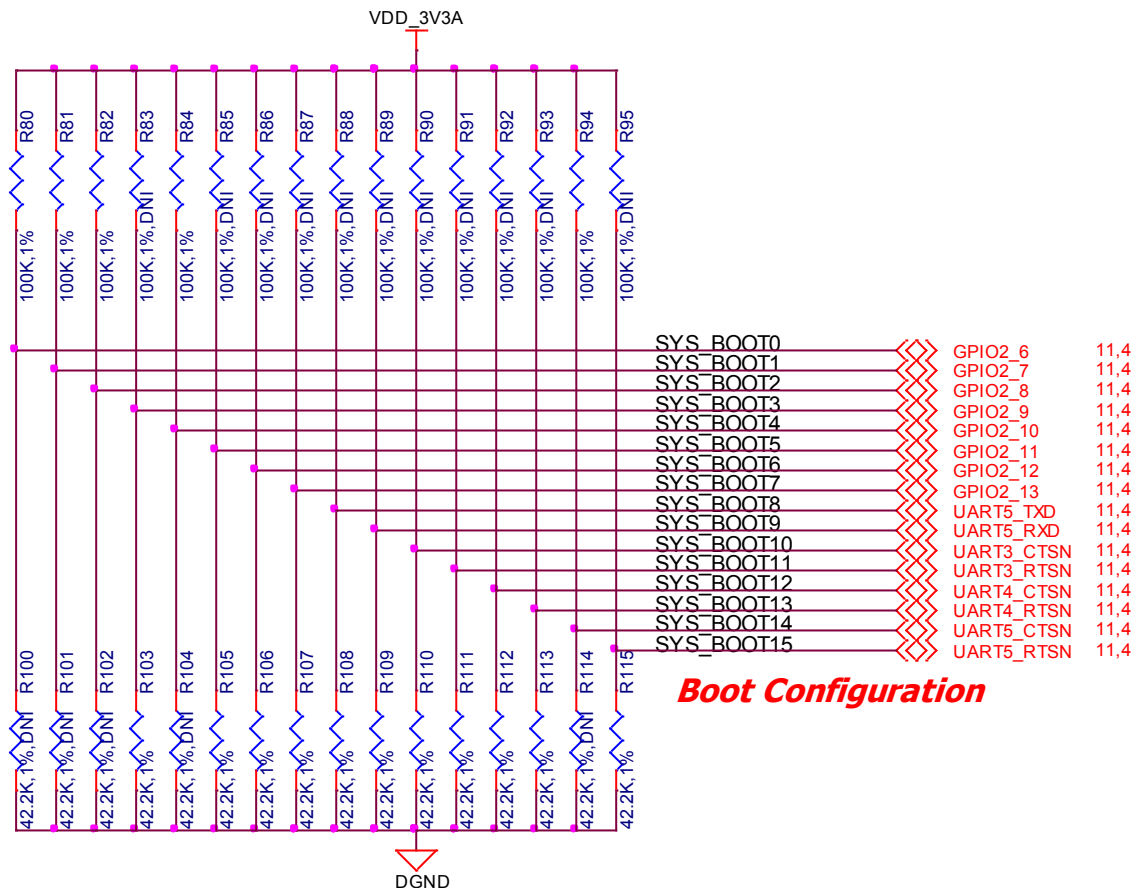 VDD_3V3A
R80
R81
R82
R83
R84
R85
R86
R87
R88
R89
R90
R91
R92
R93
R94
R95
100K,1%
100K,1%
100K,1%
100K,1%,DNI
100K,1%
100K,1%,DNI
100K,1%,DNI
100K,1%,DNI
100K,1%,DNI
100K,1%,DNI
100K,1%,DNI
100K,1%,DNI
100K,1%,DNI
100K,1%,DNI
100K,1%
100K,1%,DNI
SYS_BOOT0 GPIO2_6 11,4
SYS_BOOT1 GPIO2_7 11,4
SYS_BOOT2 GPIO2_8 11,4
SYS_BOOT3 GPIO2_9 11,4
SYS_BOOT4 GPIO2_10 11,4
SYS_BOOT5 GPIO2_11 11,4
SYS_BOOT6 GPIO2_12 11,4
SYS_BOOT7 GPIO2_13 11,4
SYS_BOOT8 UART5_TXD 11,4
SYS_BOOT9 UART5_RXD 11,4
SYS_BOOT10 UART3_CTSN 11,4
SYS_BOOT11 UART3_RTSN 11,4
SYS_BOOT12 UART4_CTSN 11,4
SYS_BOOT13 UART4_RTSN 11,4
SYS_BOOT14 UART5_CTSN 11,4
SYS_BOOT15 UART5_RTSN 11,4
Boot Configuration
R100
R101
R102
R103
R104
R105
R106
R107
R108
R109
R110
R111
R112
R113
R114
R115
42.2K,1%,DNI
42.2K,1%,DNI
42.2K,1%,DNI
42.2K,1%
42.2K,1%,DNI
42.2K,1%
42.2K,1%
42.2K,1%
42.2K,1%
42.2K,1%
42.2K,1%
42.2K,1%
42.2K,1%
42.2K,1%
42.2K,1%,DNI
42.2K,1%
DGND